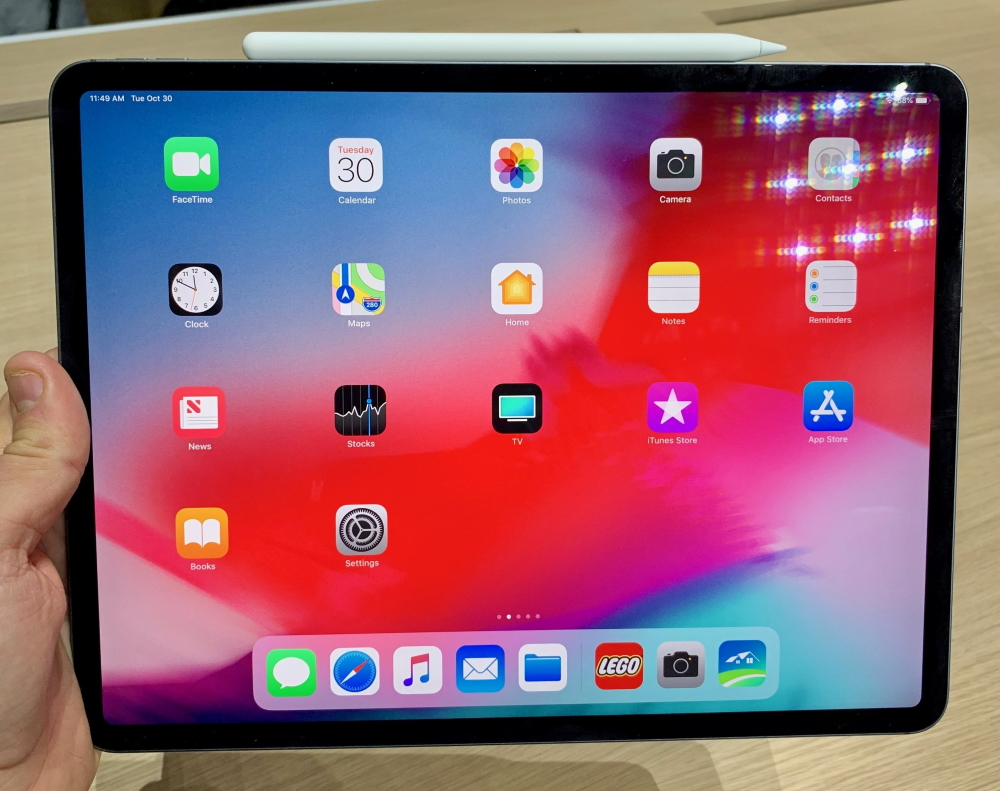 11:49 AM Tue Oct 30
Tuesday
30
FaceTime
Calendar
Photos
Camera
Contacts
280
Clock
Maps
Home
Notes
Reminders
News
Stocks
TV
iTunes Store
App Store
Books
Settings
LEGO